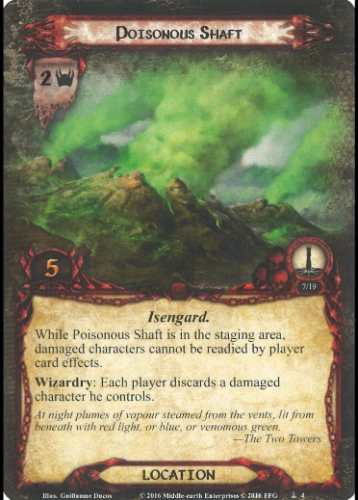 Poisonous Shaft
2
5
7/19
Isengard.
While Poisonous Shaft is in the staging area,
damaged characters cannot be readied by player
card effects.
Wizardry: Each player discards a damaged
character he controls.
At night plumes of vapour steamed from the vents, lit from
beneath with red light, or blue, or venomous green.
—The Two Towers
LOCATION
Illus. Guillaume Ducos
© 2016 Middle-earth Enterprises © 2016 FFG
4